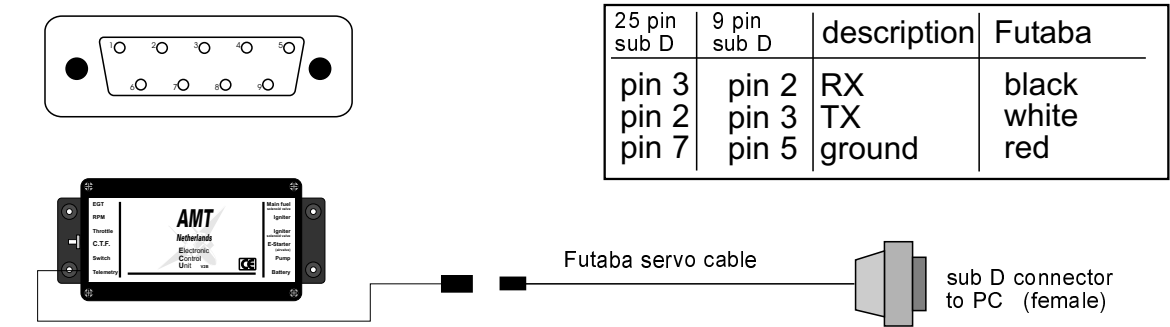 1 2 3 4 5
6 7 8 9
25 pin sub D 9 pin sub D description Futaba
pin 3 pin 2 RX black
pin 2 pin 3 TX white
pin 7 pin 5 ground red
EGT
RPM
Throttle
C.T.F.
Switch
Telemetry
AMT
Netherlands
Electronic
Control
Unit V2B
CE
Main fuel
solenoid valve
Igniter
Igniter
solenoid valve
E-Starter
(airvalve)
Pump
Battery
Futaba servo cable
sub D connector
to PC (female)